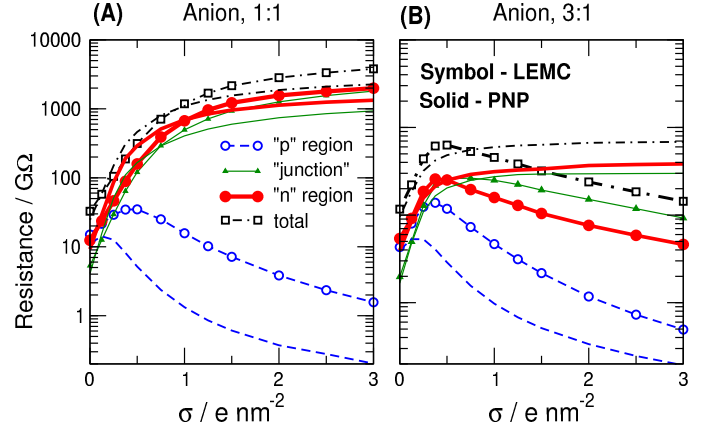 (A) Anion, 1:1
(B) Anion, 3:1
10000
1000
100
10
1
Resistance / GΩ
"p" region
"junction"
"n" region
total
Symbol - LEMC
Solid - PNP
0 1 2 3
0 1 2 3
σ / e nm-2
σ / e nm-2